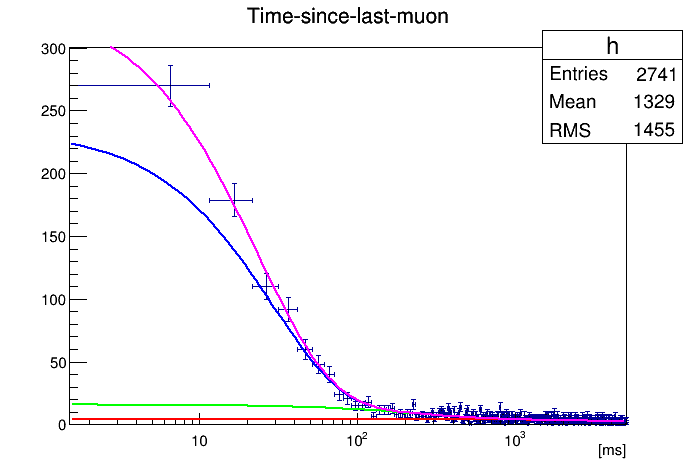 Time-since-last-muon
h
Entries 2741
Mean 1329
RMS 1455
300
250
200
150
100
50
0
10 10² 10³
[ms]